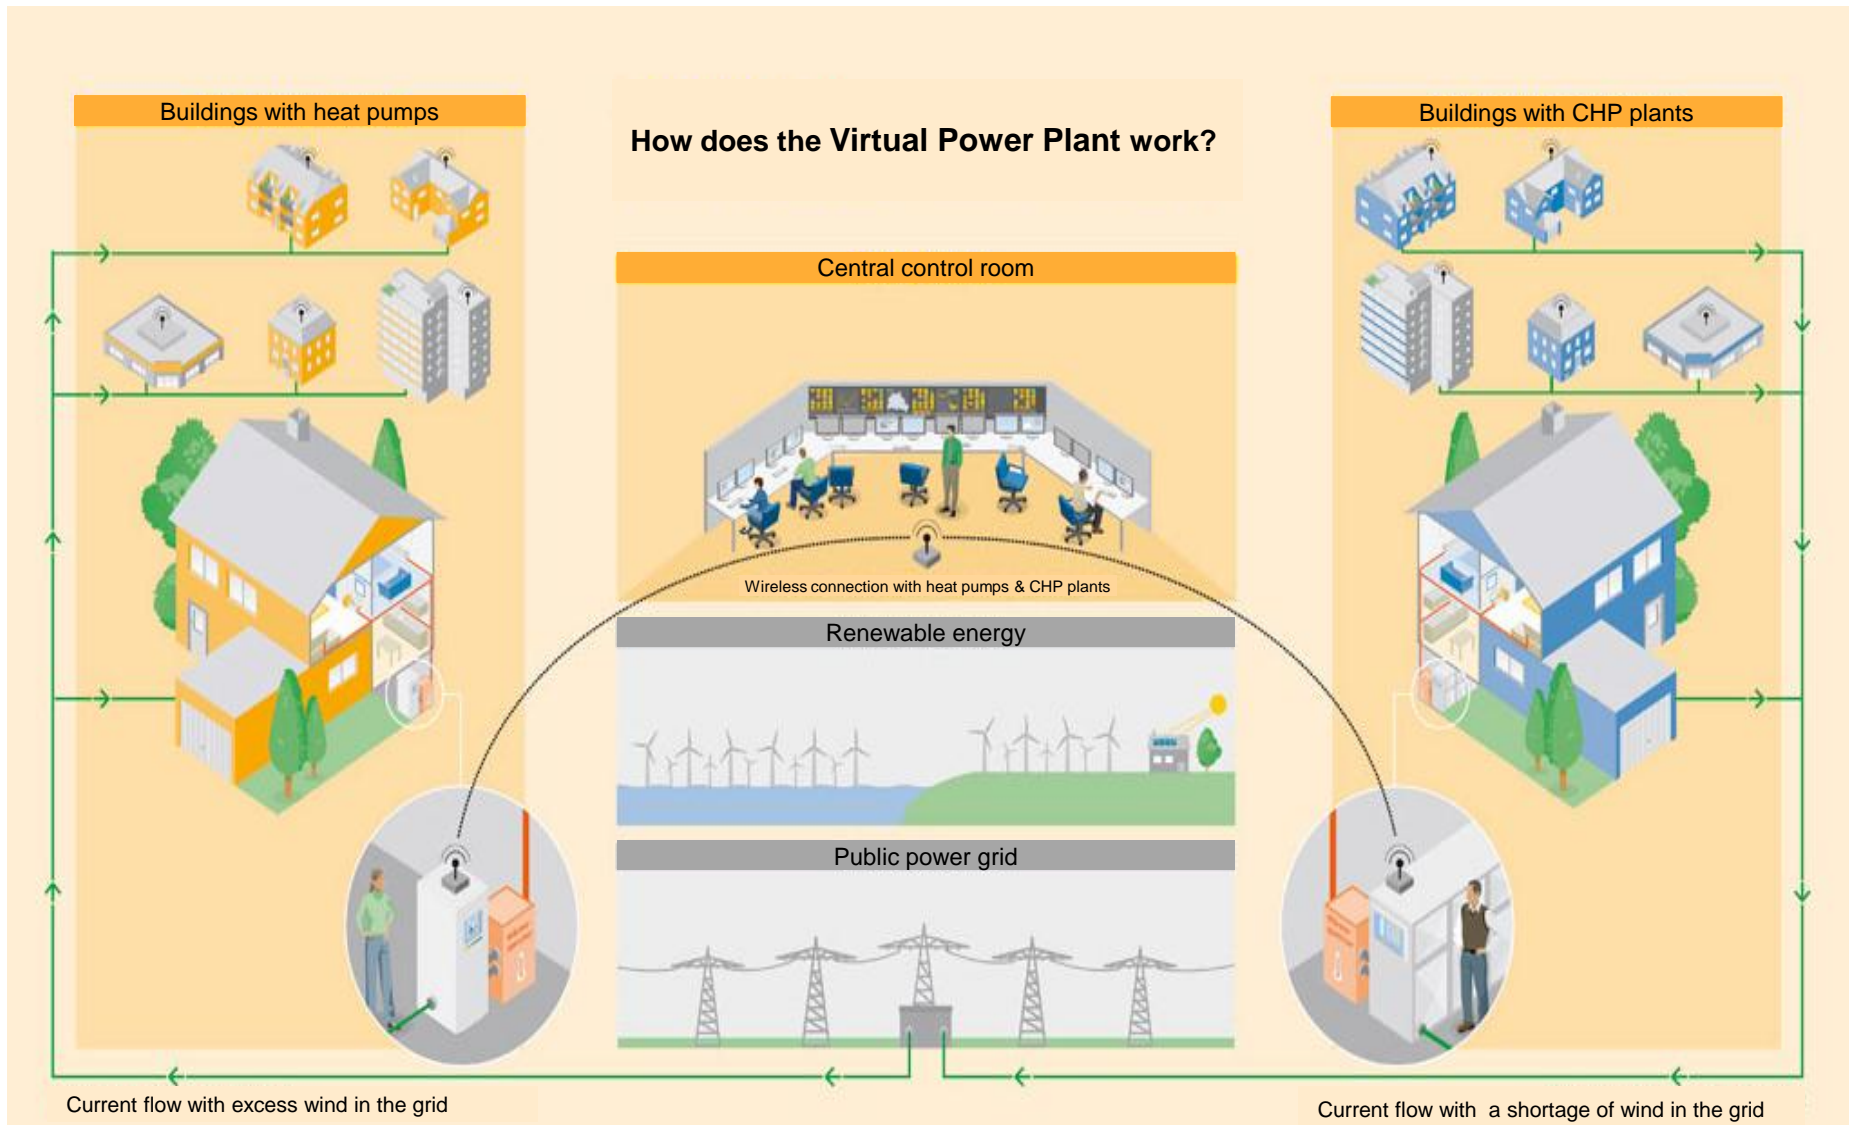 Buildings with heat pumps
How does the Virtual Power Plant work?
Buildings with CHP plants
Central control room
Wireless connection with heat pumps & CHP plants
Renewable energy
Public power grid
Current flow with excess wind in the grid
Current flow with a shortage of wind in the grid